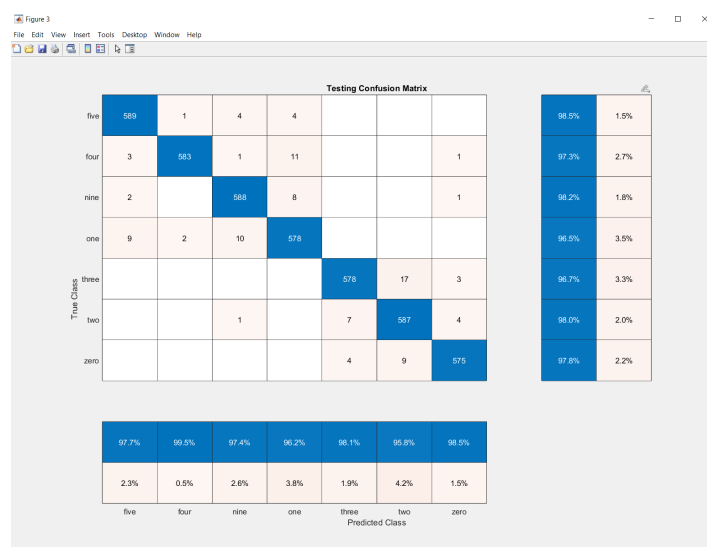 Figure 3
File Edit View Insert Tools Desktop Window Help
Testing Confusion Matrix
five 589 1 4 4 98.5% 1.5%
four 3 583 1 11 1 97.3% 2.7%
nine 2 588 8 1 98.2% 1.8%
one 9 2 10 578 96.5% 3.5%
three 578 17 3 96.7% 3.3%
two 1 7 587 4 98.0% 2.0%
zero 4 9 575 97.8% 2.2%
True Class
97.7% 99.5% 97.4% 96.2% 98.1% 95.8% 98.5%
2.3% 0.5% 2.6% 3.8% 1.9% 4.2% 1.5%
five four nine one three two zero
Predicted Class